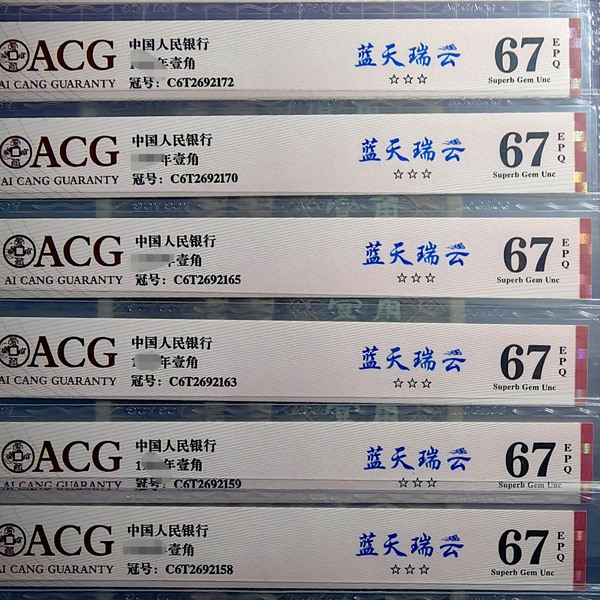 ACG
AI CANG GUARANTY
中国人民银行
年壹角
冠号: C6T2692172
蓝天瑞云
☆☆☆
67
EPQ
Superb Gem Unc
ACG
AI CANG GUARANTY
中国人民银行
年壹角
冠号: C6T2692170
蓝天瑞云
☆☆☆
67
EPQ
Superb Gem Unc
ACG
AI CANG GUARANTY
中国人民银行
年壹角
冠号: C6T2692165
蓝天瑞云
☆☆☆
67
EPQ
Superb Gem Unc
ACG
AI CANG GUARANTY
中国人民银行
年壹角
冠号: C6T2692163
蓝天瑞云
☆☆☆
67
EPQ
Superb Gem Unc
ACG
AI CANG GUARANTY
中国人民银行
年壹角
冠号: C6T2692159
蓝天瑞云
☆☆☆
67
EPQ
Superb Gem Unc
ACG
AI CANG GUARANTY
中国人民银行
壹角
冠号: C6T2692158
蓝天瑞云
☆☆☆
67
EPQ
Superb Gem Unc